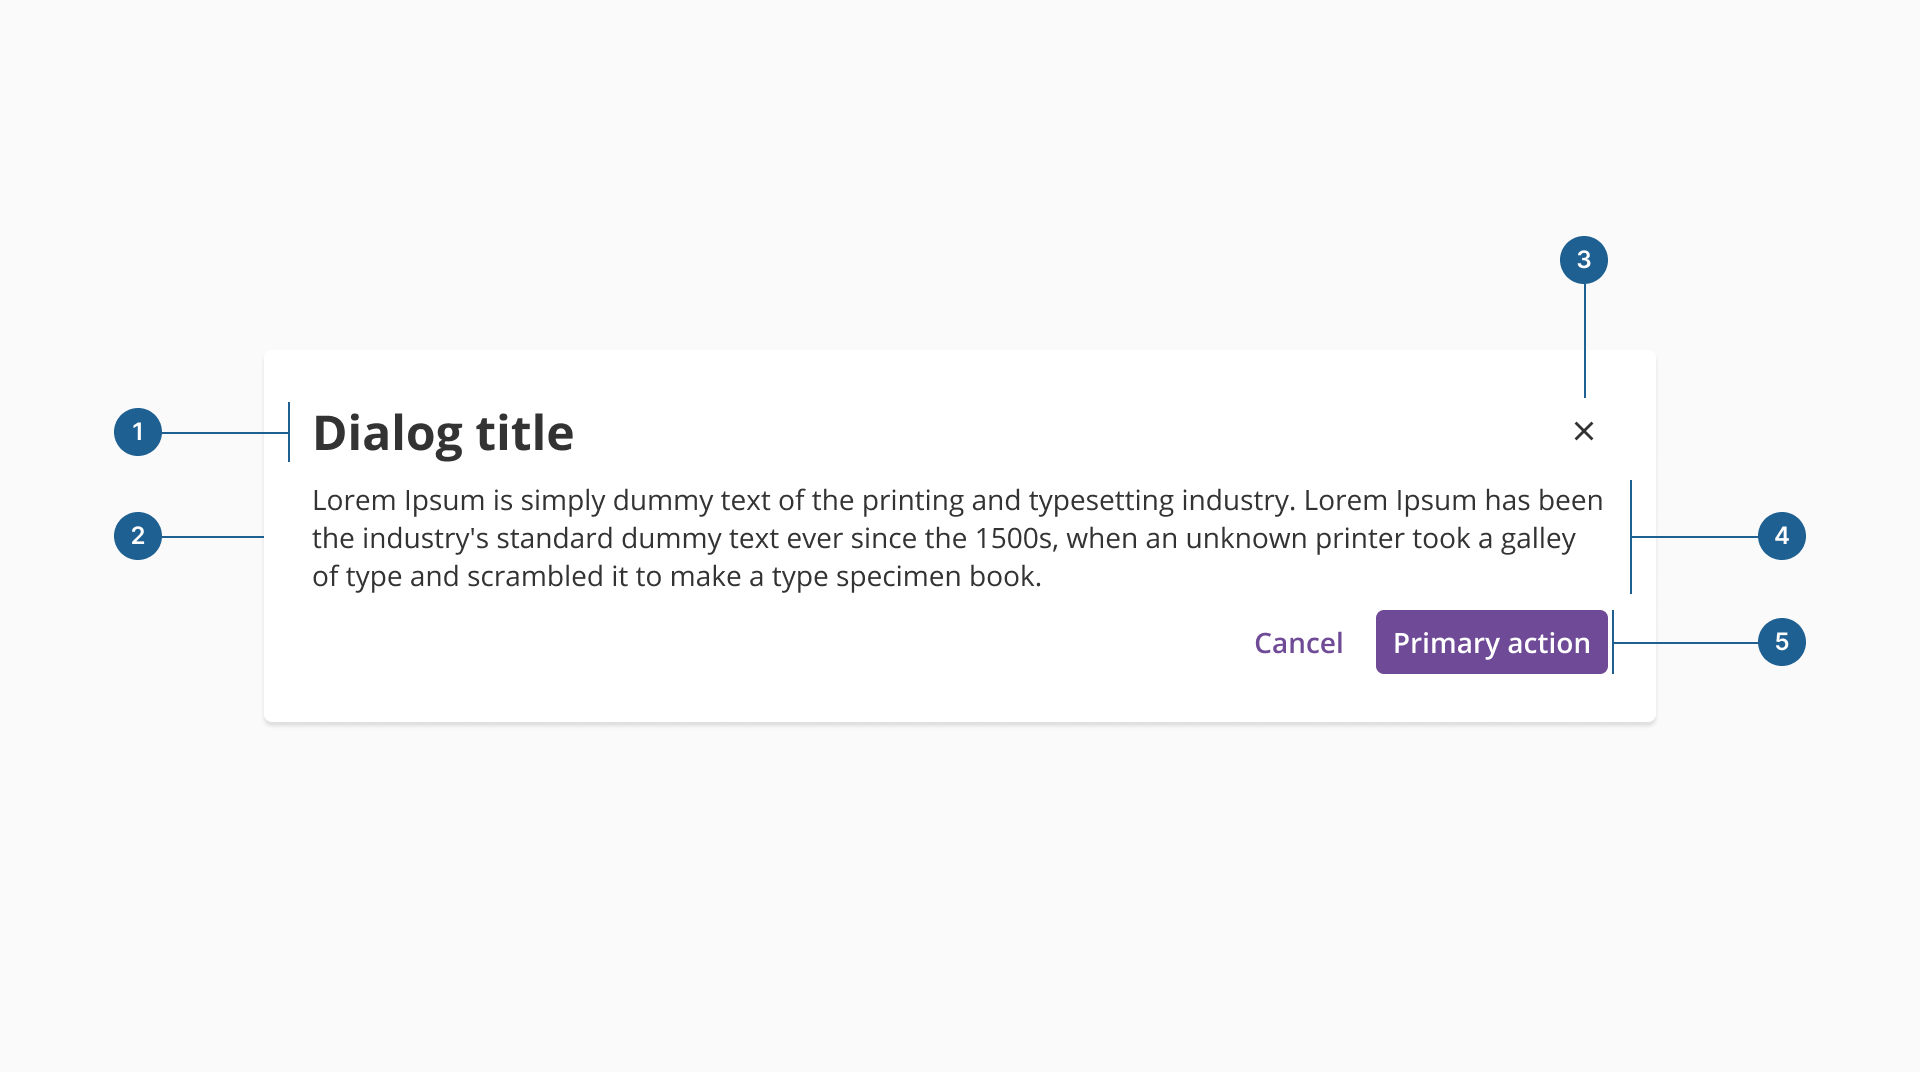 3
1
Dialog title
Lorem Ipsum is simply dummy text of the printing and typesetting industry. Lorem Ipsum has been
2
the industry's standard dummy text ever since the 1500s, when an unknown printer took a galley
4
of type and scrambled it to make a type specimen book.
Cancel
Primary action
5